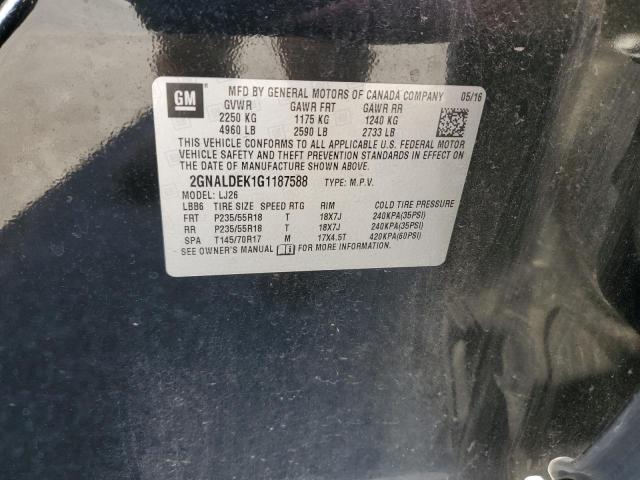 GM
MFD BY GENERAL MOTORS OF CANADA COMPANY 05/16
GVWR GAWR FRT GAWR RR
2250 KG 1175 KG 1240 KG
4960 LB 2590 LB 2733 LB
THIS VEHICLE CONFORMS TO ALL APPLICABLE U.S. FEDERAL MOTOR
VEHICLE SAFETY AND THEFT PREVENTION STANDARDS IN EFFECT ON
THE DATE OF MANUFACTURE SHOWN ABOVE.
2GNALDEK1G1187588 TYPE: M.P.V.
MODEL: LJ26
LBB6 TIRE SIZE SPEED RTG RIM COLD TIRE PRESSURE
FRT P235/55R18 T 18X7J 240KPA(35PSI)
RR P235/55R18 T 18X7J 240KPA(35PSI)
SPA T145/70R17 M 17X4.5T 420KPA(60PSI)
SEE OWNER'S MANUAL FOR MORE INFORMATION.